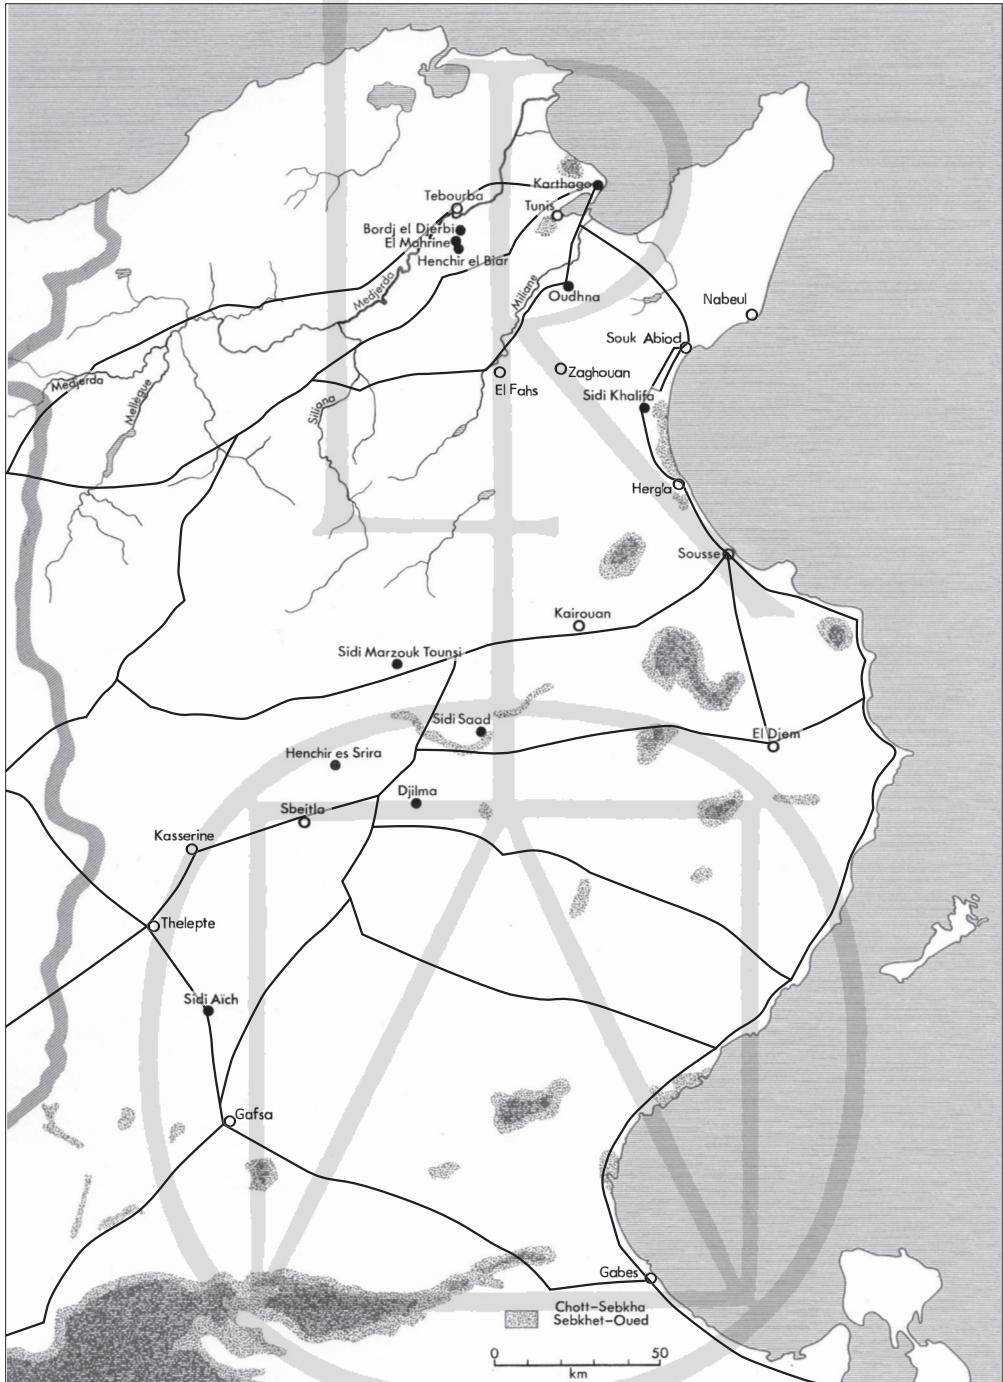 Karthago
Tebourba
Tunis
Bordj el Djerbi
El Mahrine
Henchir el Biar
Medjerda
Miliane
Oudhna
Nabeul
Souk Abiod
Zaghouan
El Fahs
Medjerda
Mellègue
Siliana
Sidi Khalifa
Hergla
Sousse
Kairouan
Sidi Marzouk Tounsi
Sidi Saad
El Djem
Henchir es Srira
Djilma
Sbeitla
Kasserine
Thelepte
Sidi Aïch
Gafsa
Gabes
Chott-Sebkha
Sebkhet-Oued
0 50
km